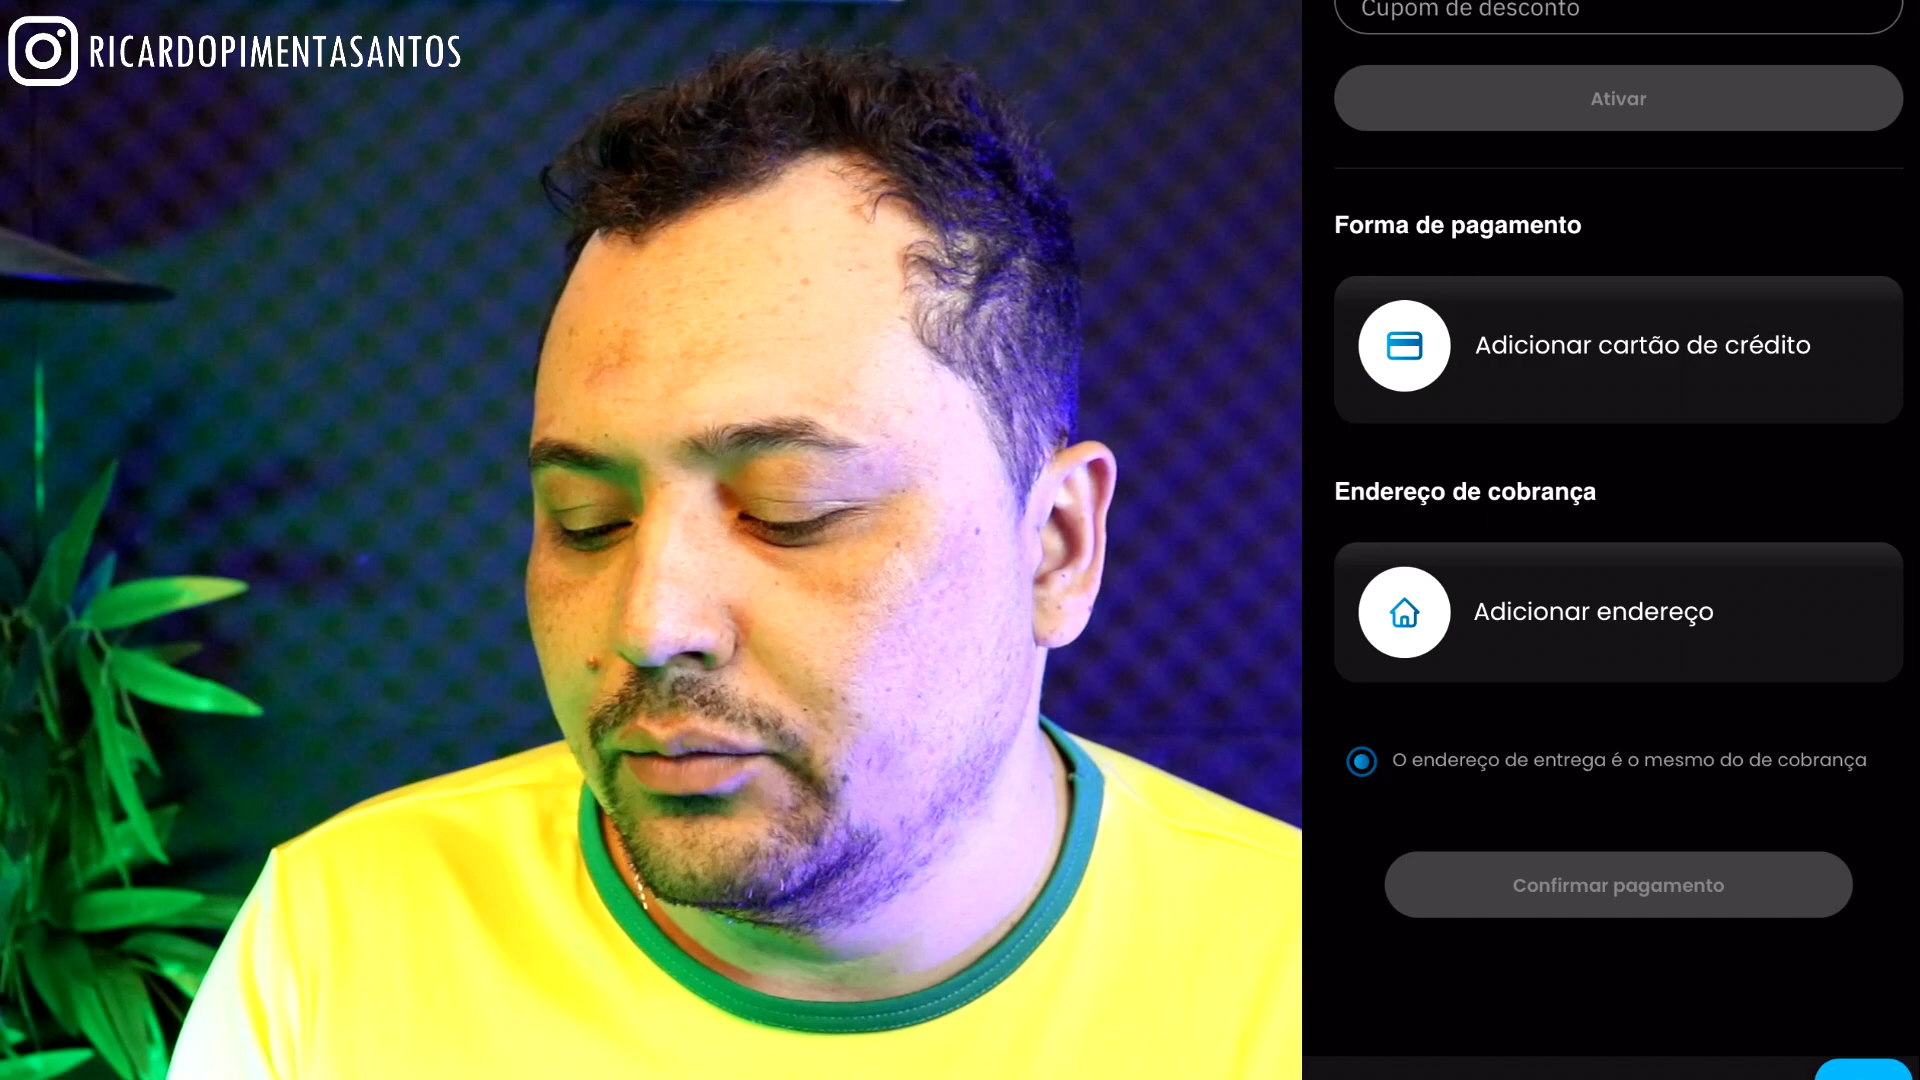 RICARDOPIMENTASANTOS
Cupom de desconto
Ativar
Forma de pagamento
Adicionar cartão de crédito
Endereço de cobrança
Adicionar endereço
O endereço de entrega é o mesmo do de cobrança
Confirmar pagamento